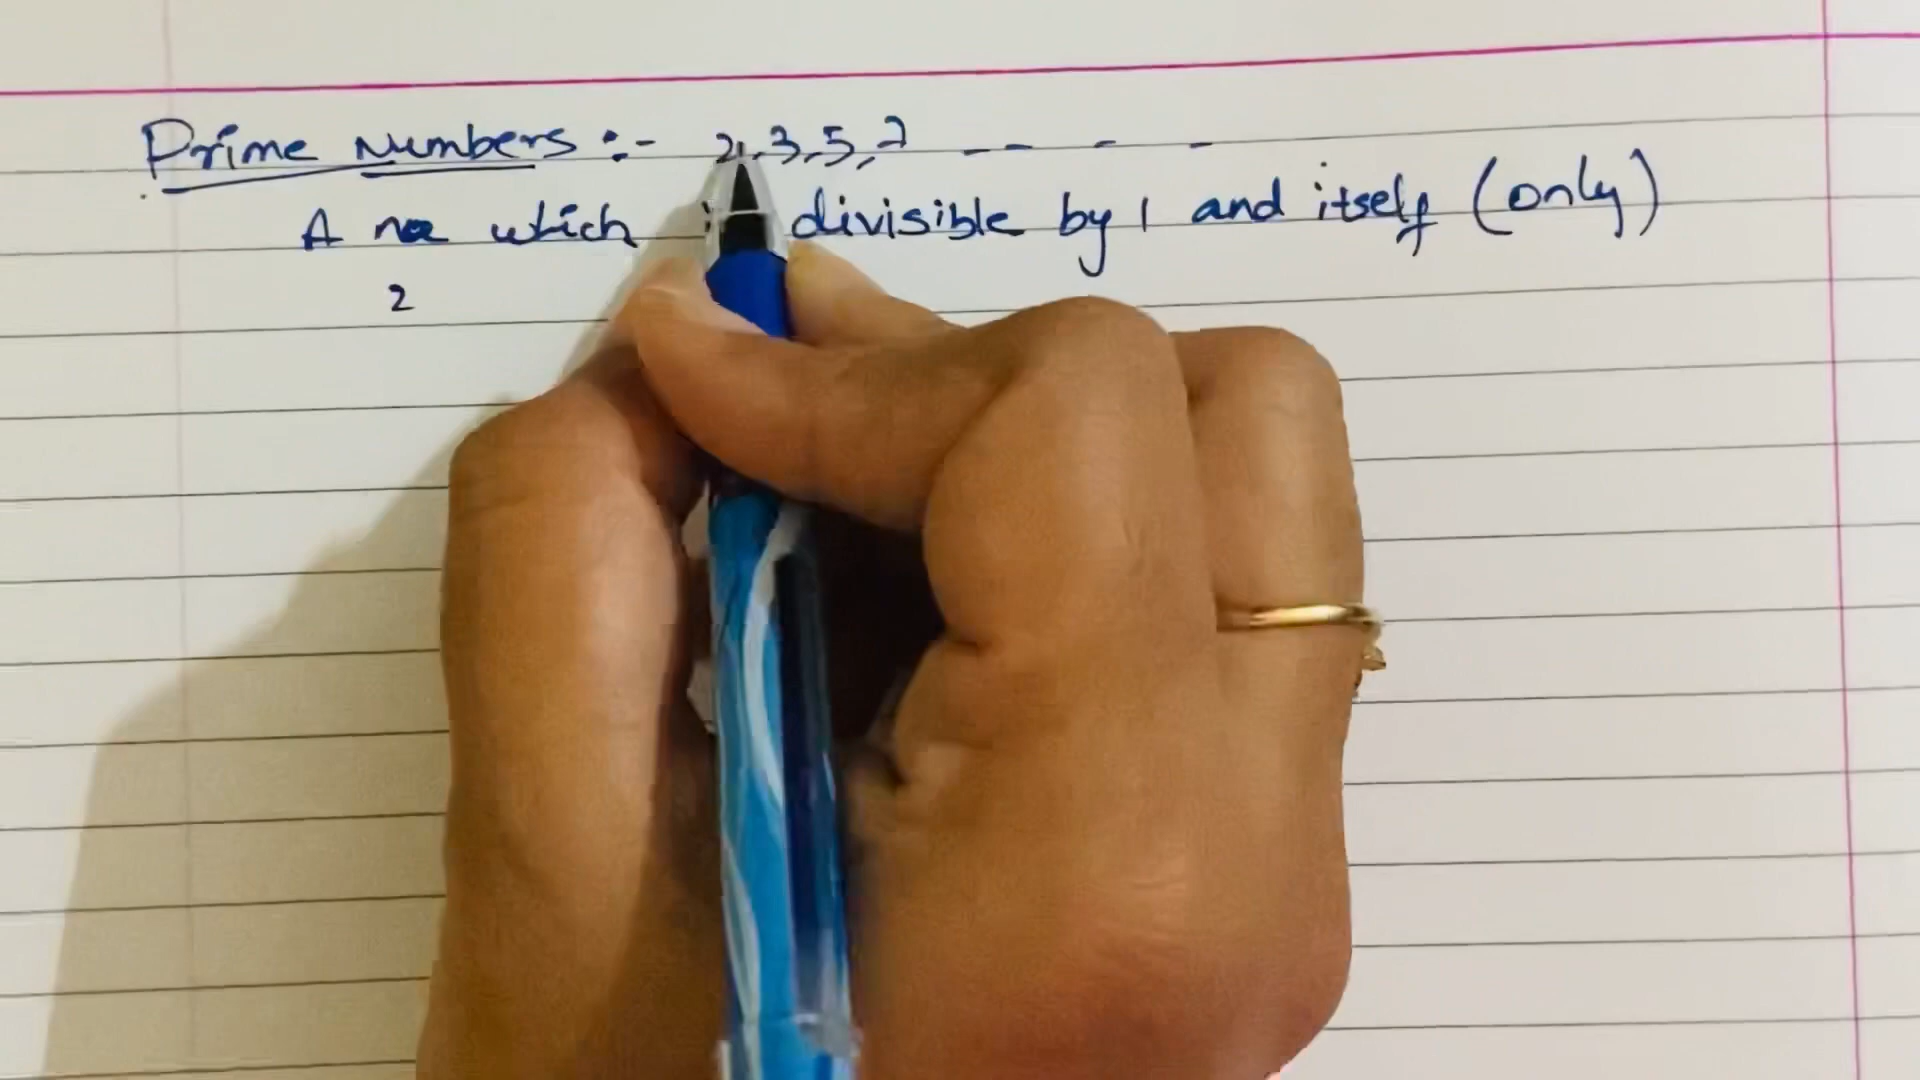 Prime Numbers :- 2, 3, 5, 7 -- - -
A no which divisible by 1 and itself (only)
2